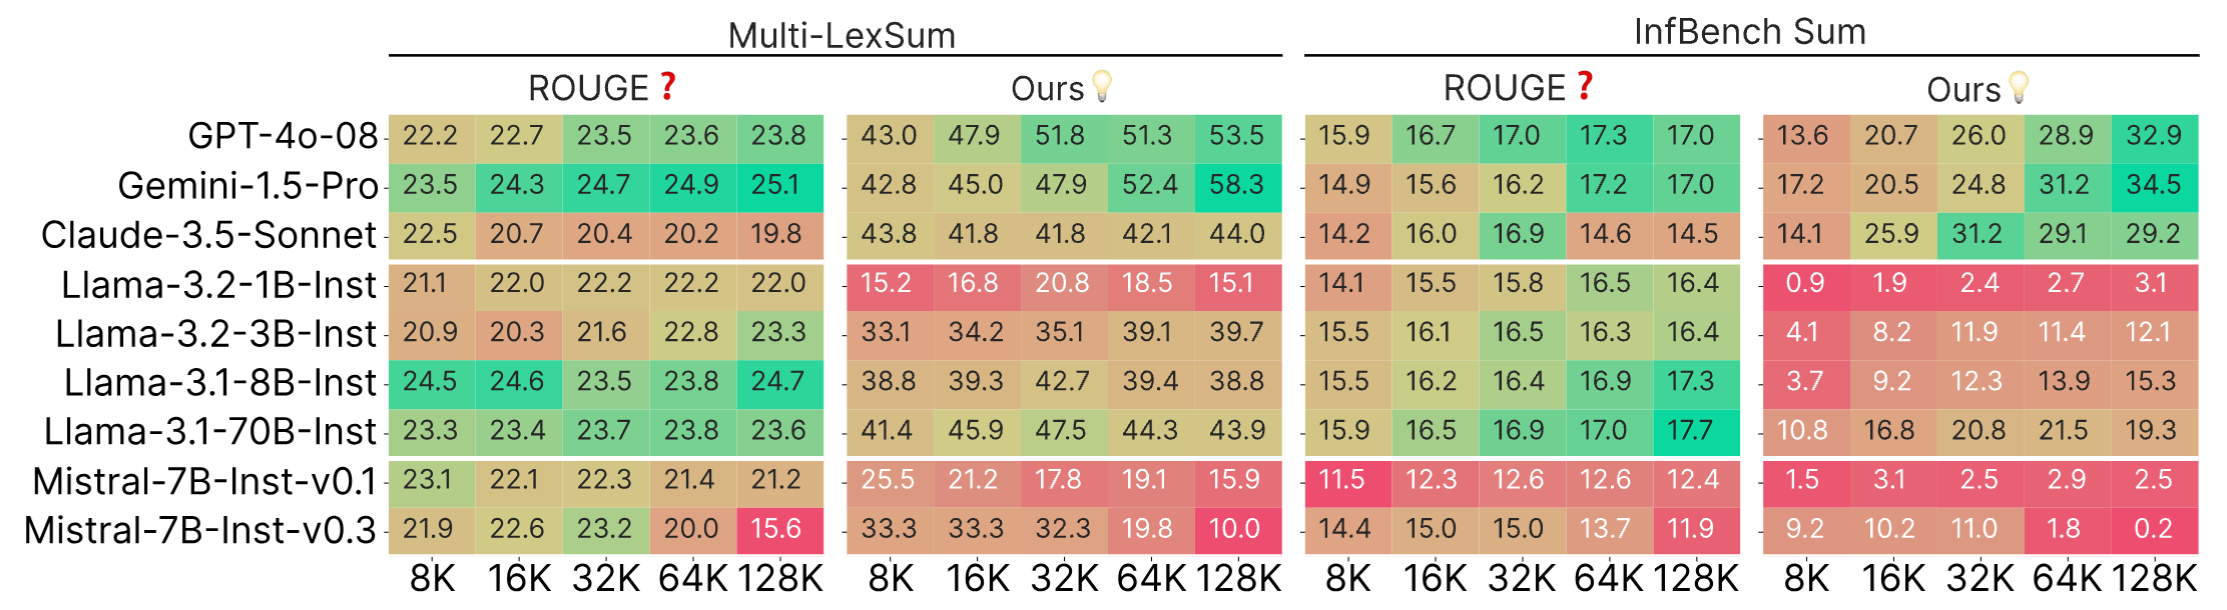 Multi-LexSum InfBench Sum
ROUGE ? Ours ROUGE ? Ours
GPT-4o-08 22.2 22.7 23.5 23.6 23.8 43.0 47.9 51.8 51.3 53.5 15.9 16.7 17.0 17.3 17.0 13.6 20.7 26.0 28.9 32.9
Gemini-1.5-Pro 23.5 24.3 24.7 24.9 25.1 42.8 45.0 47.9 52.4 58.3 14.9 15.6 16.2 17.2 17.0 17.2 20.5 24.8 31.2 34.5
Claude-3.5-Sonnet 22.5 20.7 20.4 20.2 19.8 43.8 41.8 41.8 42.1 44.0 14.2 16.0 16.9 14.6 14.5 14.1 25.9 31.2 29.1 29.2
Llama-3.2-1B-Inst 21.1 22.0 22.2 22.2 22.0 15.2 16.8 20.8 18.5 15.1 14.1 15.5 15.8 16.5 16.4 0.9 1.9 2.4 2.7 3.1
Llama-3.2-3B-Inst 20.9 20.3 21.6 22.8 23.3 33.1 34.2 35.1 39.1 39.7 15.5 16.1 16.5 16.3 16.4 4.1 8.2 11.9 11.4 12.1
Llama-3.1-8B-Inst 24.5 24.6 23.5 23.8 24.7 38.8 39.3 42.7 39.4 38.8 15.5 16.2 16.4 16.9 17.3 3.7 9.2 12.3 13.9 15.3
Llama-3.1-70B-Inst 23.3 23.4 23.7 23.8 23.6 41.4 45.9 47.5 44.3 43.9 15.9 16.5 16.9 17.0 17.7 10.8 16.8 20.8 21.5 19.3
Mistral-7B-Inst-v0.1 23.1 22.1 22.3 21.4 21.2 25.5 21.2 17.8 19.1 15.9 11.5 12.3 12.6 12.6 12.4 1.5 3.1 2.5 2.9 2.5
Mistral-7B-Inst-v0.3 21.9 22.6 23.2 20.0 15.6 33.3 33.3 32.3 19.8 10.0 14.4 15.0 15.0 13.7 11.9 9.2 10.2 11.0 1.8 0.2
8K 16K 32K 64K 128K 8K 16K 32K 64K 128K 8K 16K 32K 64K 128K 8K 16K 32K 64K 128K